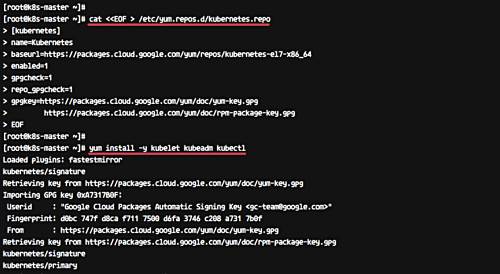 [root@k8s-master ~]#
[root@k8s-master ~]# cat <<EOF > /etc/yum.repos.d/kubernetes.repo
> [kubernetes]
> name=Kubernetes
> baseurl=https://packages.cloud.google.com/yum/repos/kubernetes-el7-x86_64
> enabled=1
> gpgcheck=1
> repo_gpgcheck=1
> gpgkey=https://packages.cloud.google.com/yum/doc/yum-key.gpg
>         https://packages.cloud.google.com/yum/doc/rpm-package-key.gpg
> EOF
[root@k8s-master ~]#
[root@k8s-master ~]# yum install -y kubelet kubeadm kubectl
Loaded plugins: fastestmirror
kubernetes/signature
Retrieving key from https://packages.cloud.google.com/yum/doc/yum-key.gpg
Importing GPG key 0xA7317B0F:
 Userid     : "Google Cloud Packages Automatic Signing Key <gc-team@google.com>"
 Fingerprint: d0bc 747f d8ca f711 7500 d6fa 3746 c208 a731 7b0f
 From       : https://packages.cloud.google.com/yum/doc/yum-key.gpg
Retrieving key from https://packages.cloud.google.com/yum/doc/rpm-package-key.gpg
kubernetes/signature
kubernetes/primary